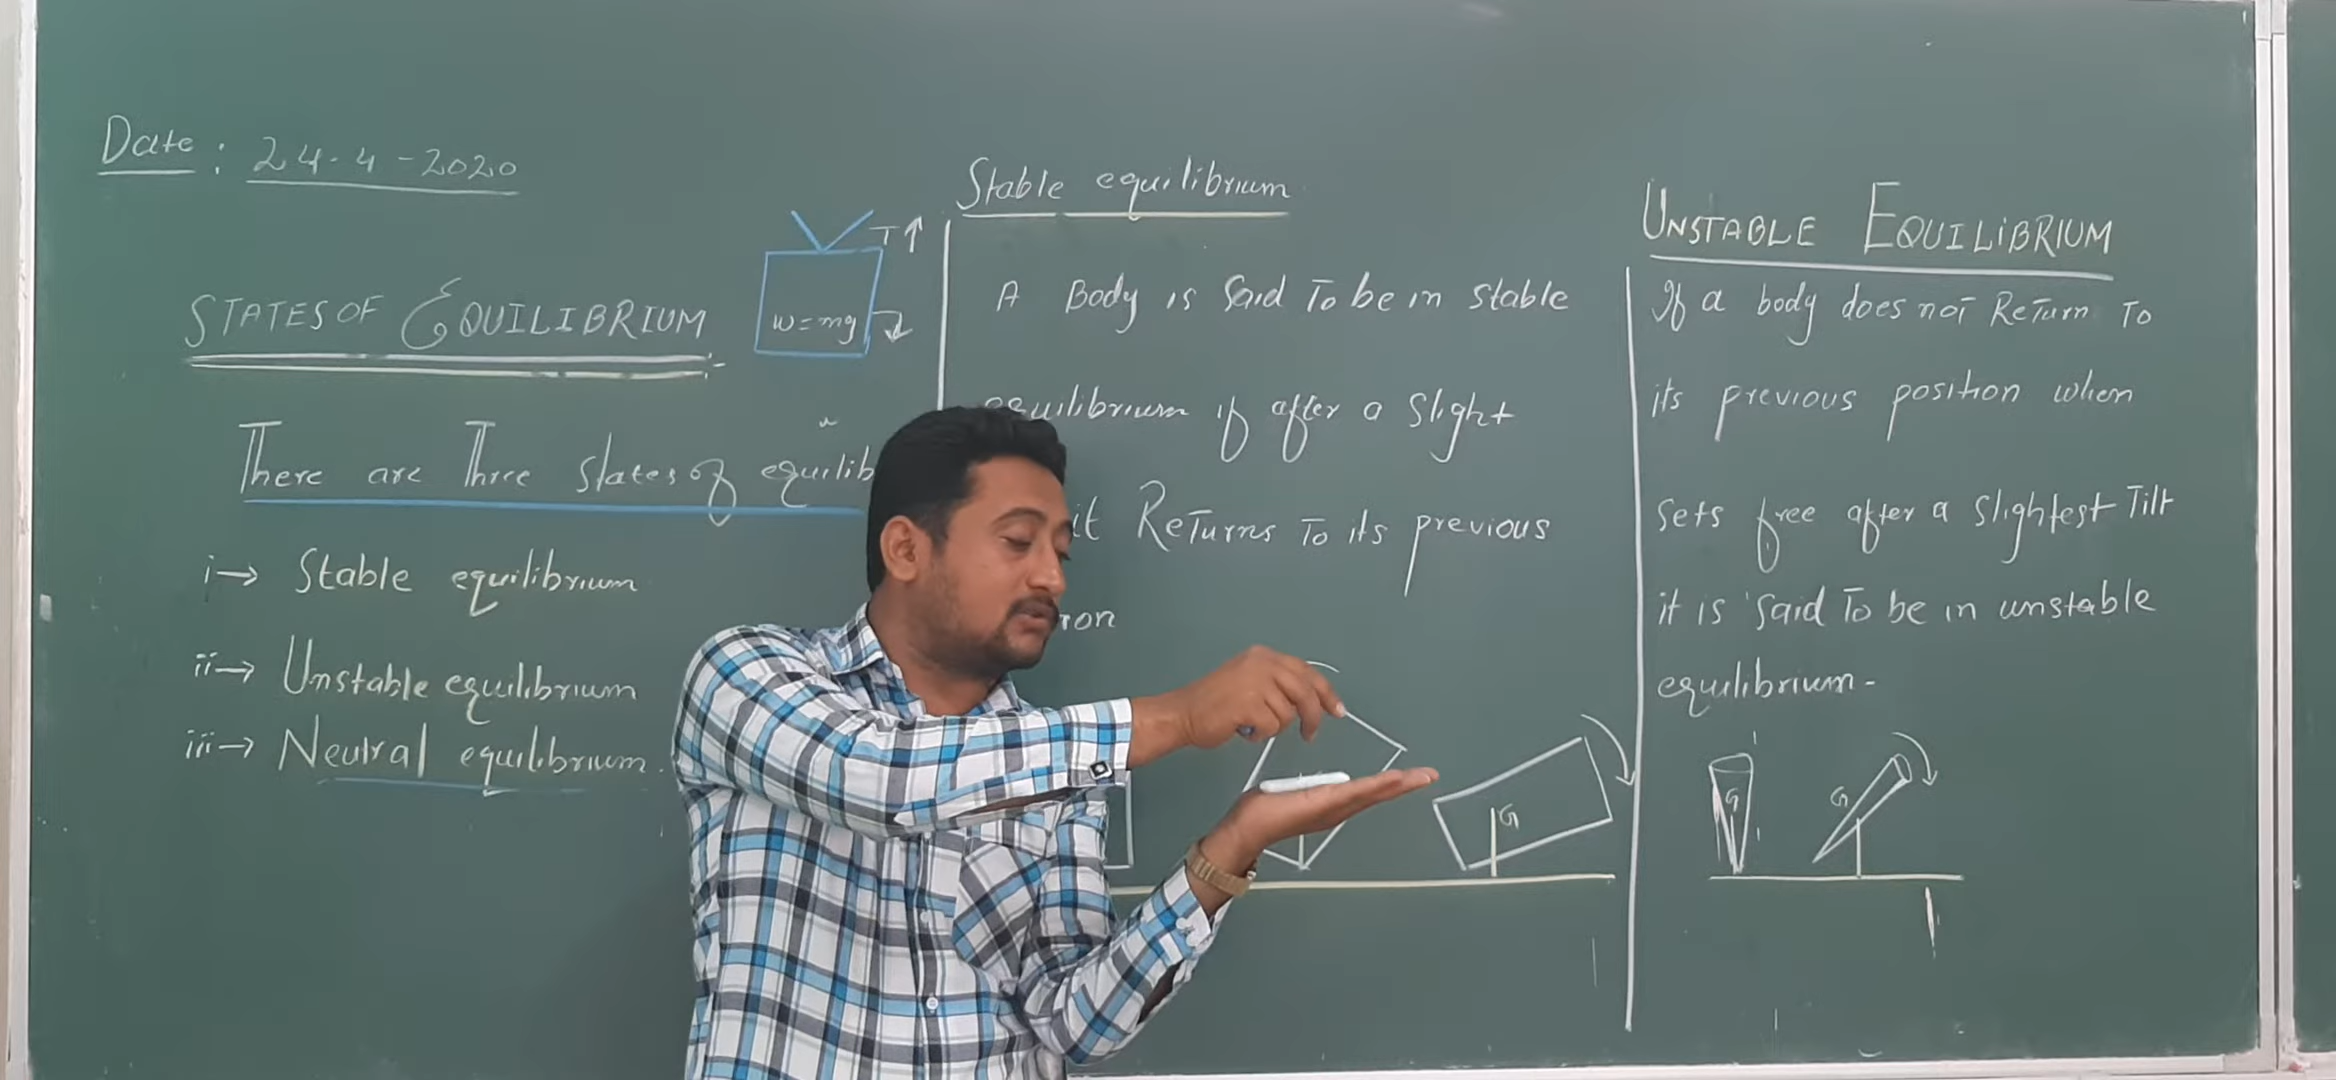 Date: 24-4-2020
STATES OF EQUILIBRIUM
There are Three states of equilib
i→ Stable equilibrium
ii→ Unstable equilibrium
iii→ Neutral equilibrium.
T↑
w=mg
Stable equilibrium
A Body is Said To be in stable
equilibrium if after a Slight
it Returns To its previous
G
UNSTABLE EQUILIBRIUM
If a body does not Return To
its previous position when
sets free after a slightest Tilt
it is said To be in unstable
equilibrium-
G
G